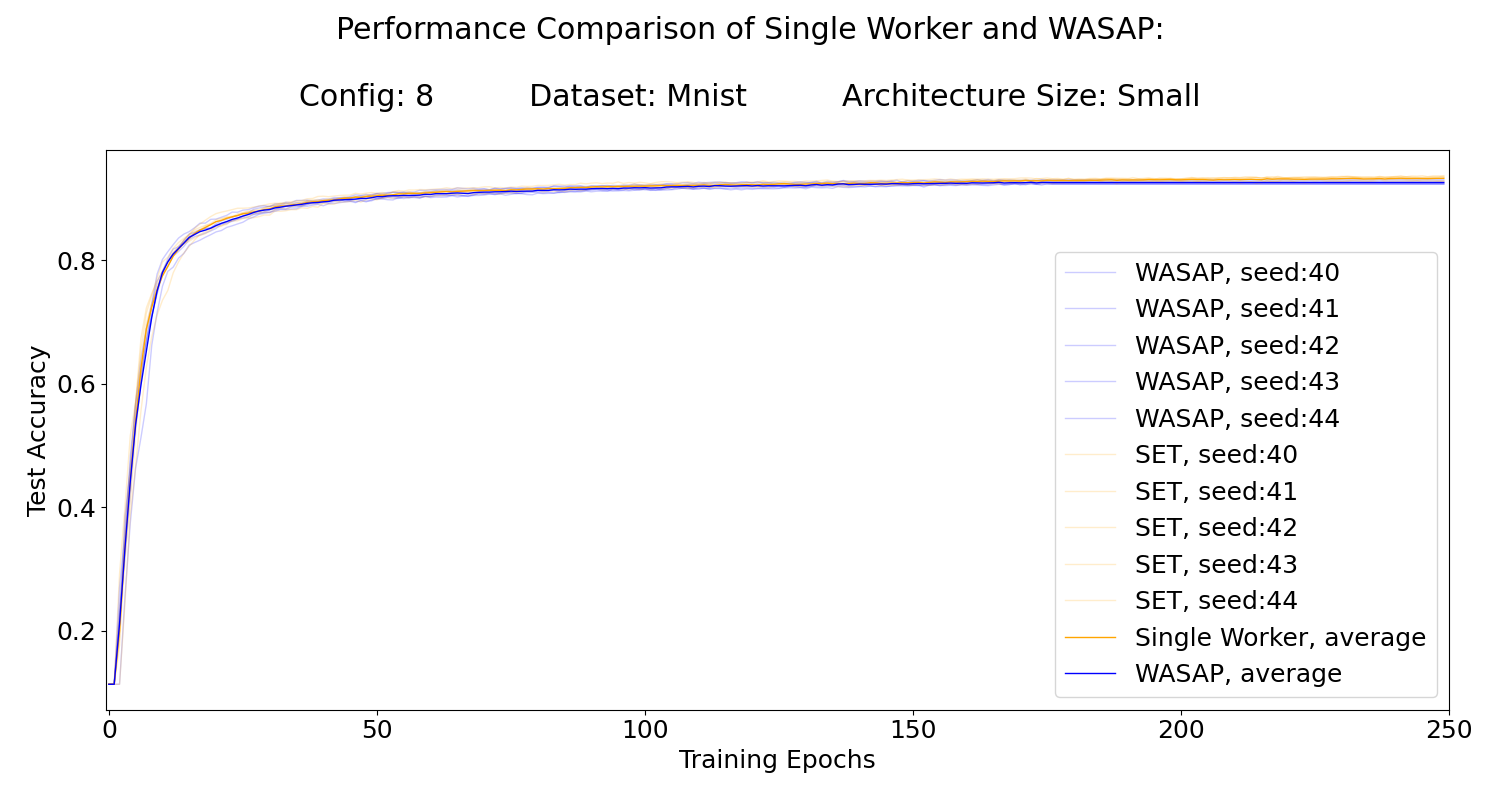 Performance Comparison of Single Worker and WASAP:
Config: 8 Dataset: Mnist Architecture Size: Small
Test Accuracy
0.8
0.6
0.4
0.2
WASAP, seed:40
WASAP, seed:41
WASAP, seed:42
WASAP, seed:43
WASAP, seed:44
SET, seed:40
SET, seed:41
SET, seed:42
SET, seed:43
SET, seed:44
Single Worker, average
WASAP, average
0 50 100 150 200 250
Training Epochs